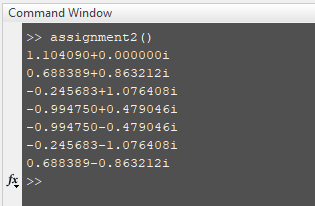 Command Window
>> assignment2()
1.104090+0.000000i
0.688389+0.863212i
-0.245683+1.076408i
-0.994750+0.479046i
-0.994750-0.479046i
-0.245683-1.076408i
0.688389-0.863212i
fx >>